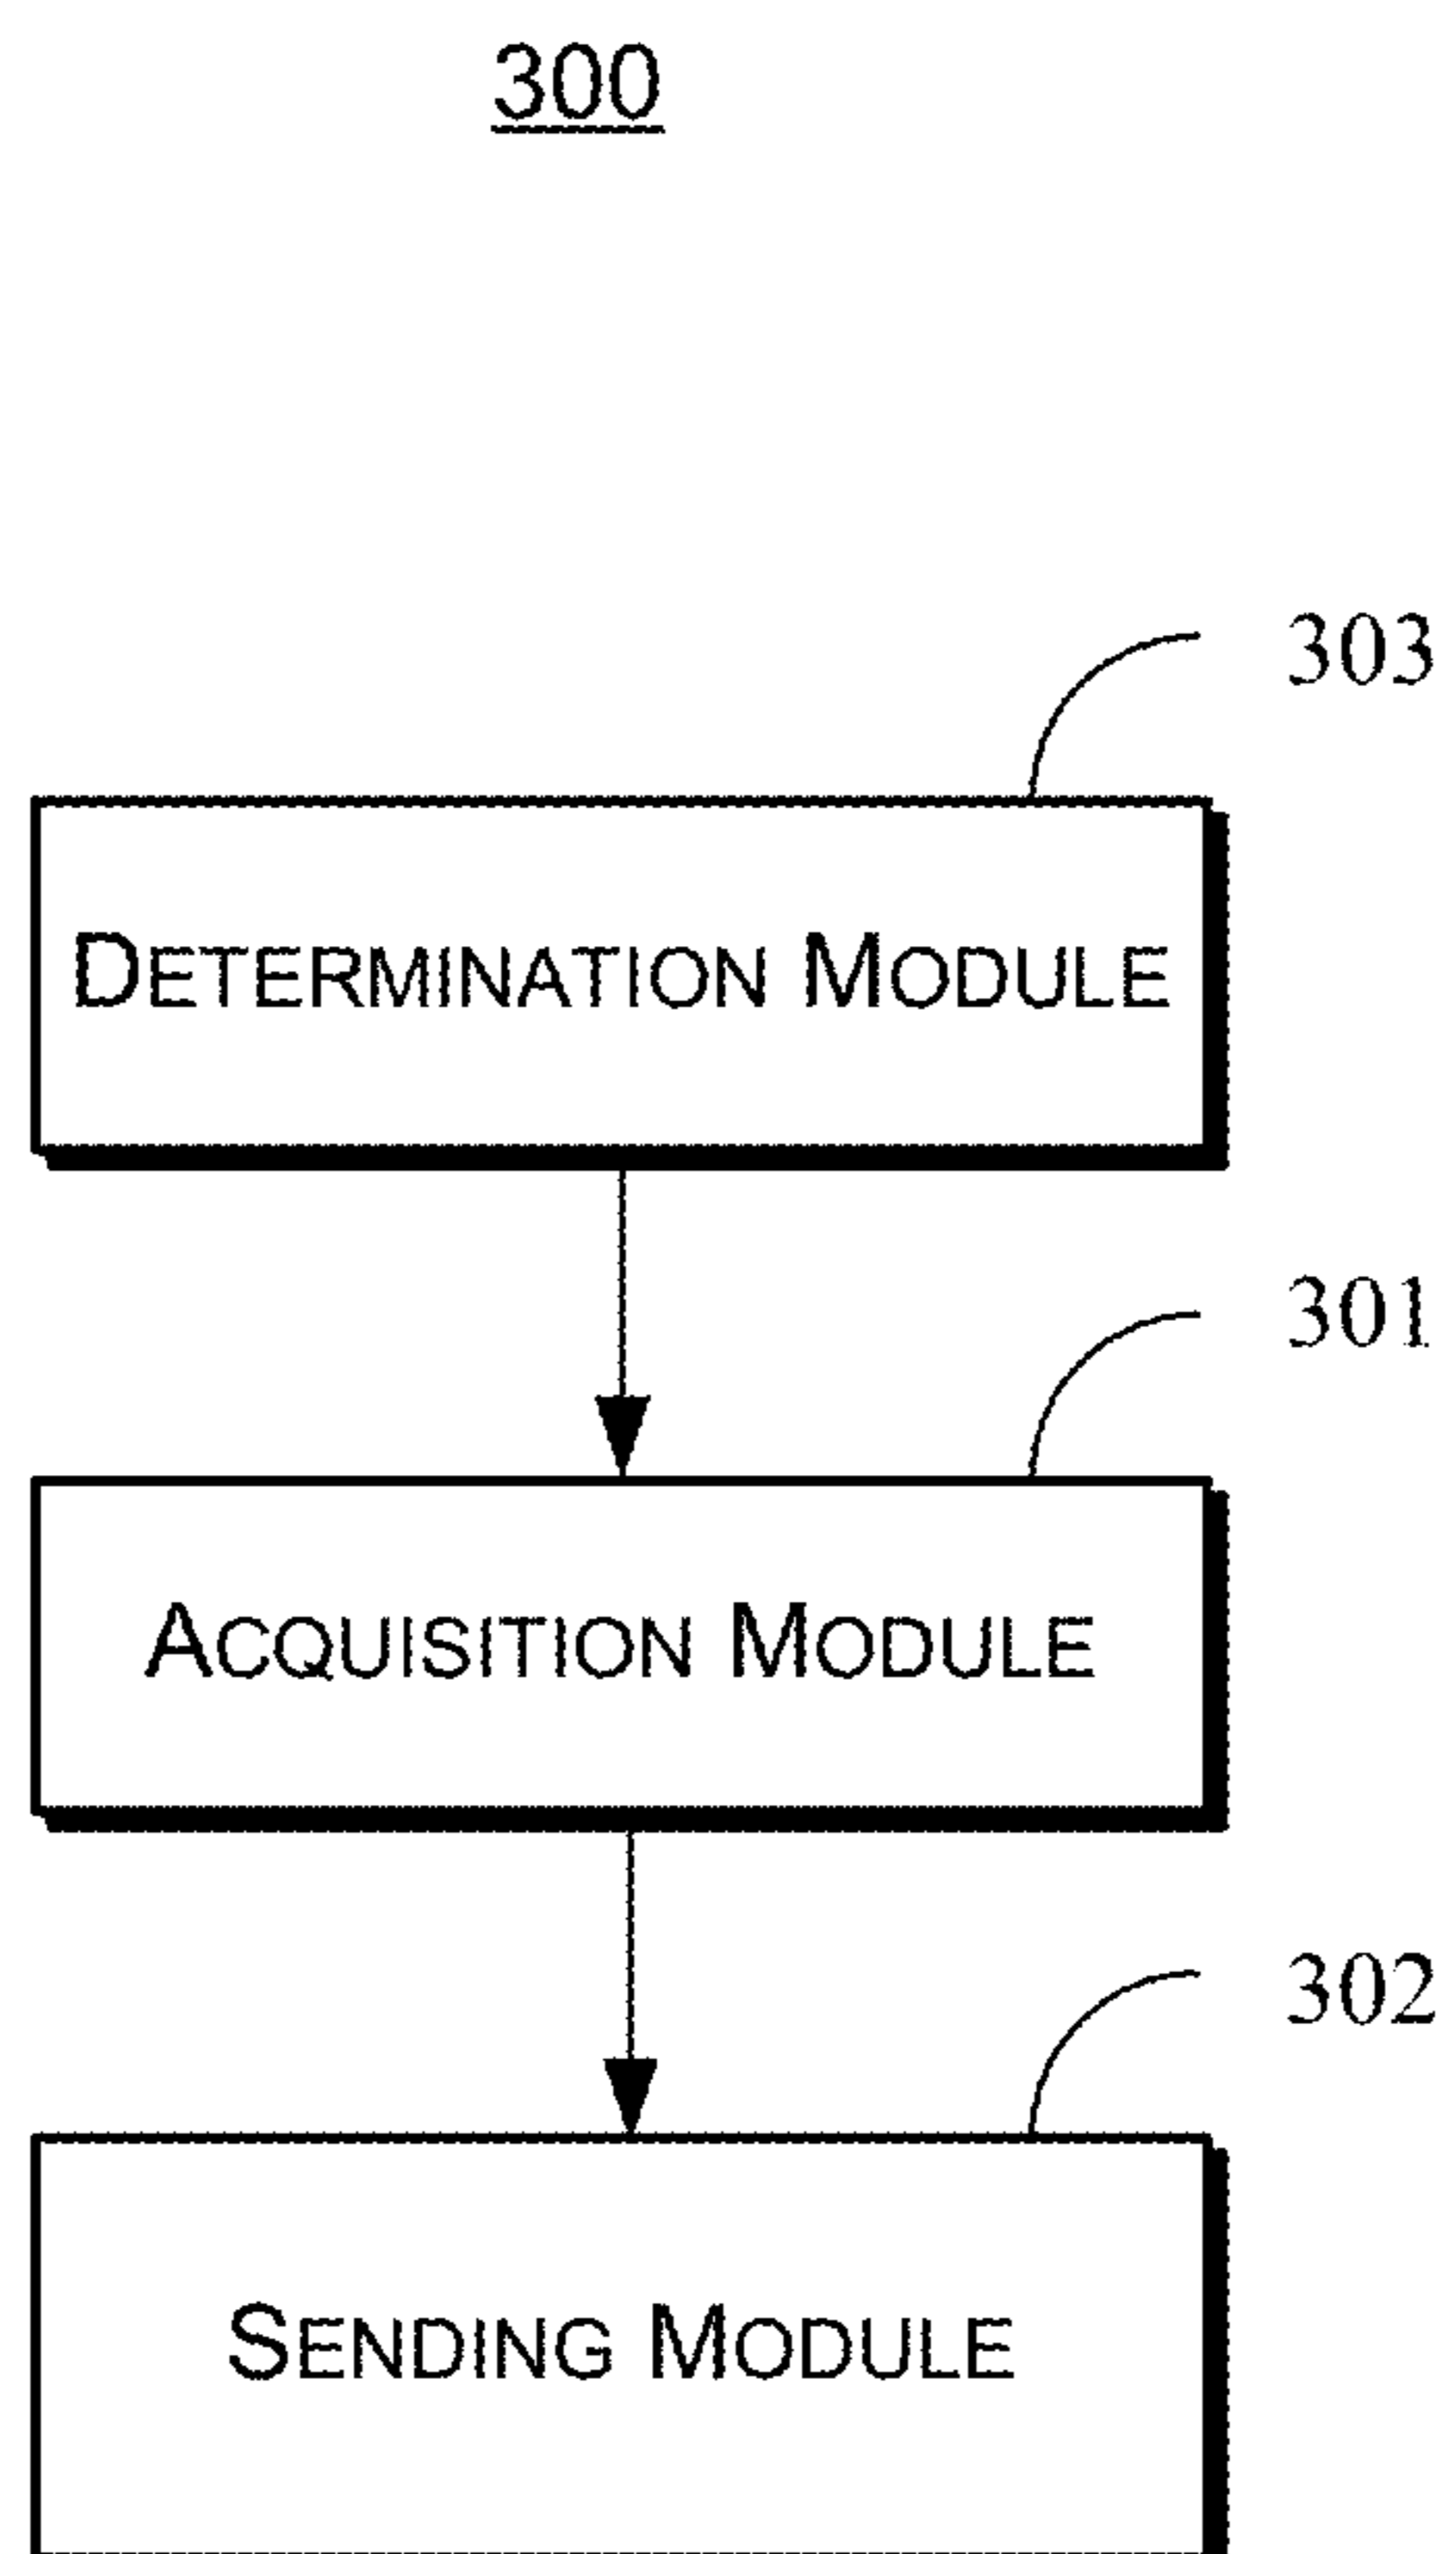 300
303
DETERMINATION MODULE
301
ACQUISITION MODULE
302
SENDING MODULE